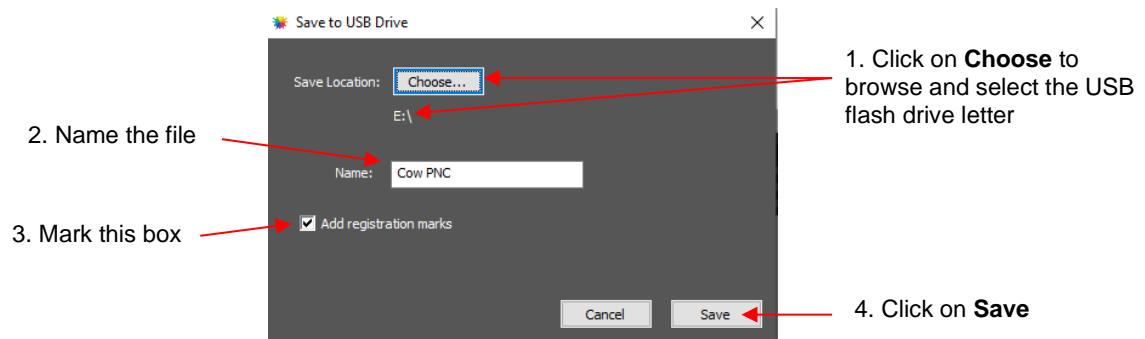 Save to USB Drive
Save Location: Choose...
E:\
Name: Cow PNC
Add registration marks
Cancel Save
1. Click on Choose to
browse and select the USB
flash drive letter
2. Name the file
3. Mark this box
4. Click on Save